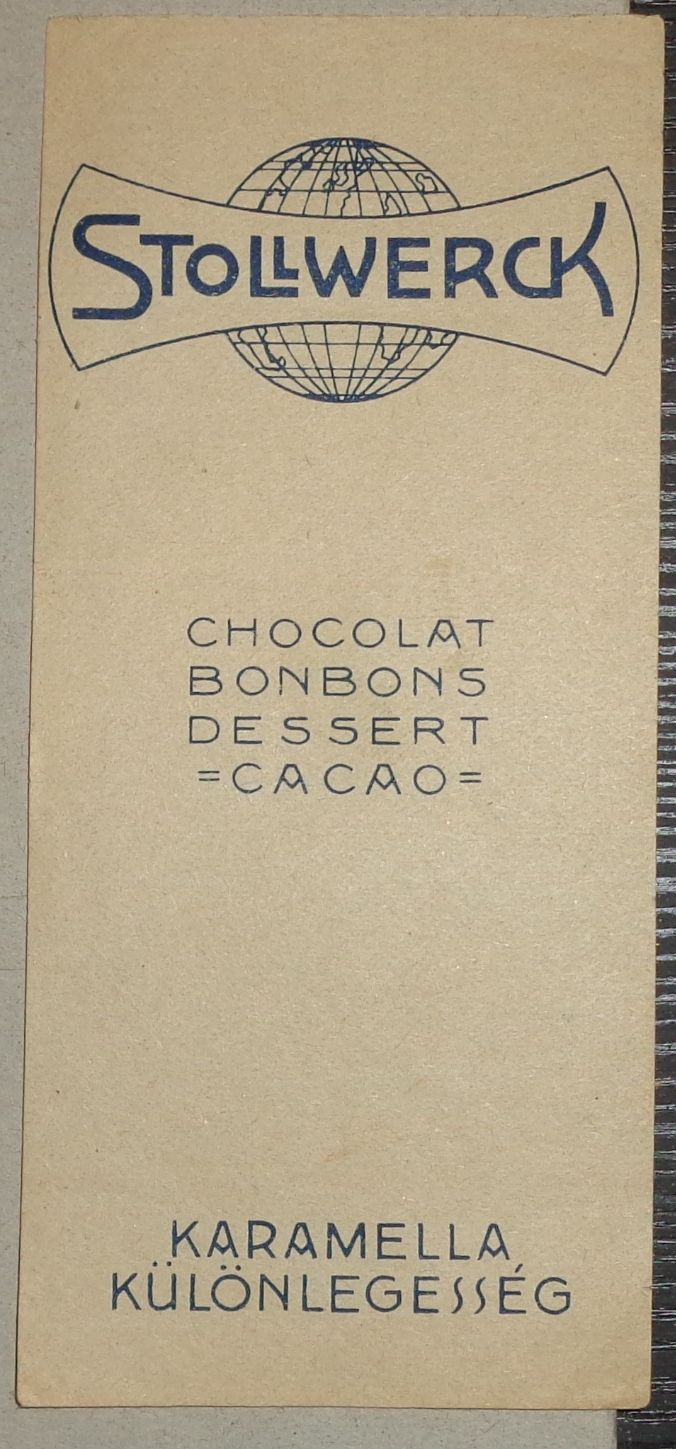 STOLLWERCK
CHOCOLAT
BONBONS
DESSERT
=CACAO=
KARAMELLA
KÜLÖNLEGESSÉG